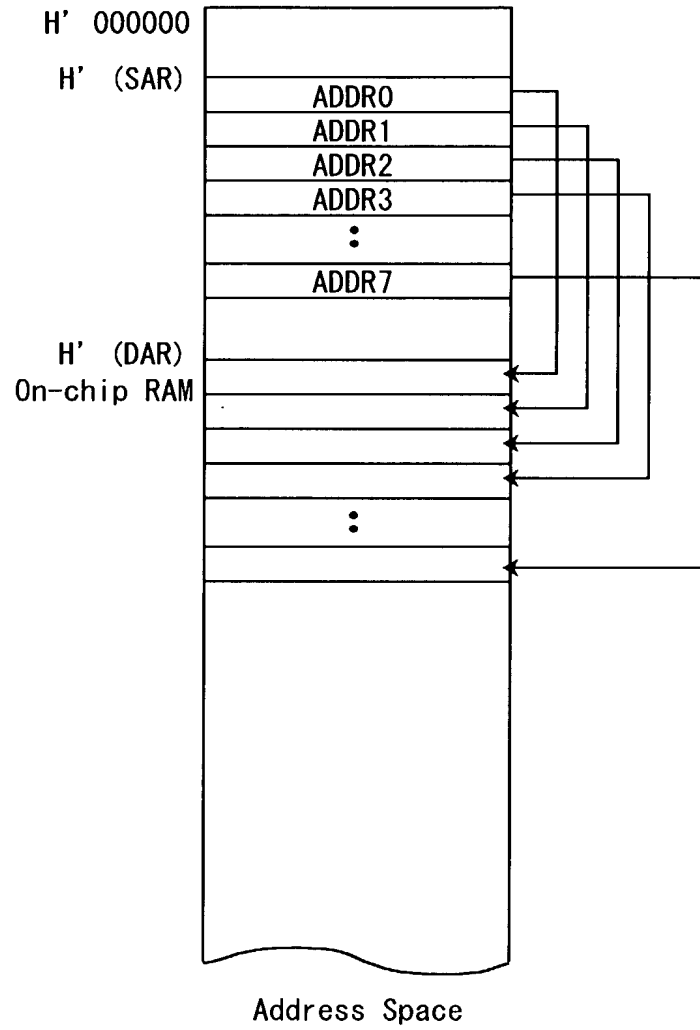 H' 000000
H' (SAR)
ADDR0
ADDR1
ADDR2
ADDR3
:
ADDR7
H' (DAR)
On-chip RAM
:
Address Space